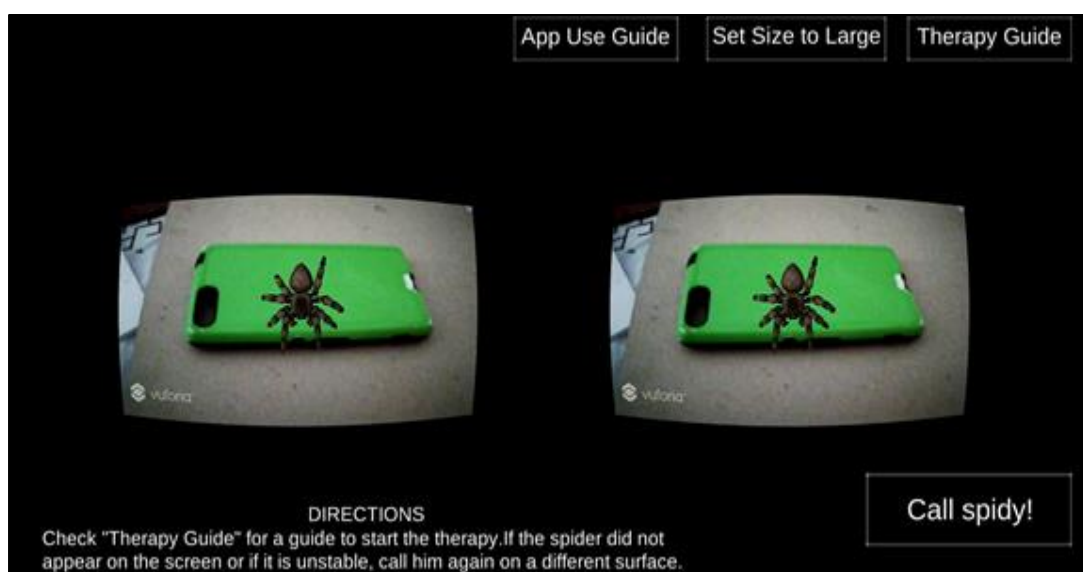 App Use Guide
Set Size to Large
Therapy Guide
vuforia
vuforia
DIRECTIONS
Check "Therapy Guide" for a guide to start the therapy.If the spider did not
appear on the screen or if it is unstable, call him again on a different surface.
Call spidy!